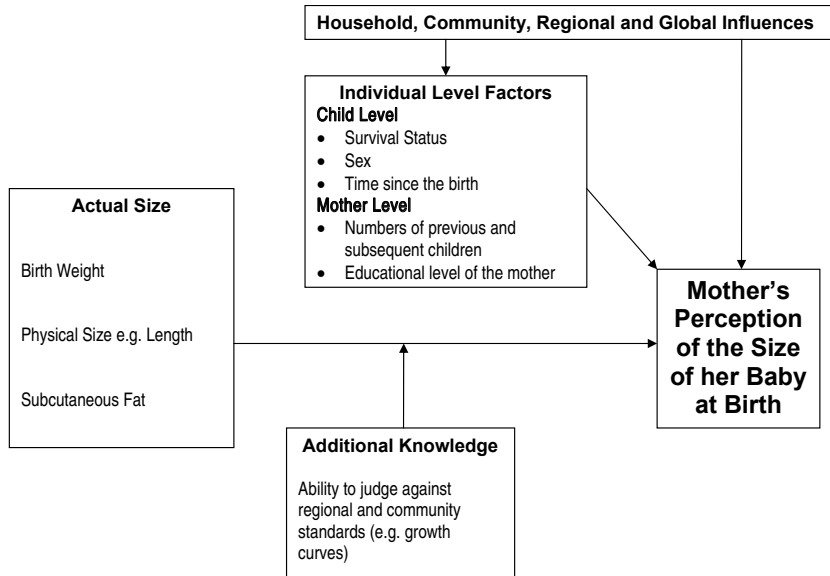 Household, Community, Regional and Global Influences
Individual Level Factors
Child Level
• Survival Status
• Sex
• Time since the birth
Mother Level
• Numbers of previous and
subsequent children
• Educational level of the mother
Actual Size
Birth Weight
Physical Size e.g. Length
Subcutaneous Fat
Mother's
Perception
of the Size
of her Baby
at Birth
Additional Knowledge
Ability to judge against
regional and community
standards (e.g. growth
curves)